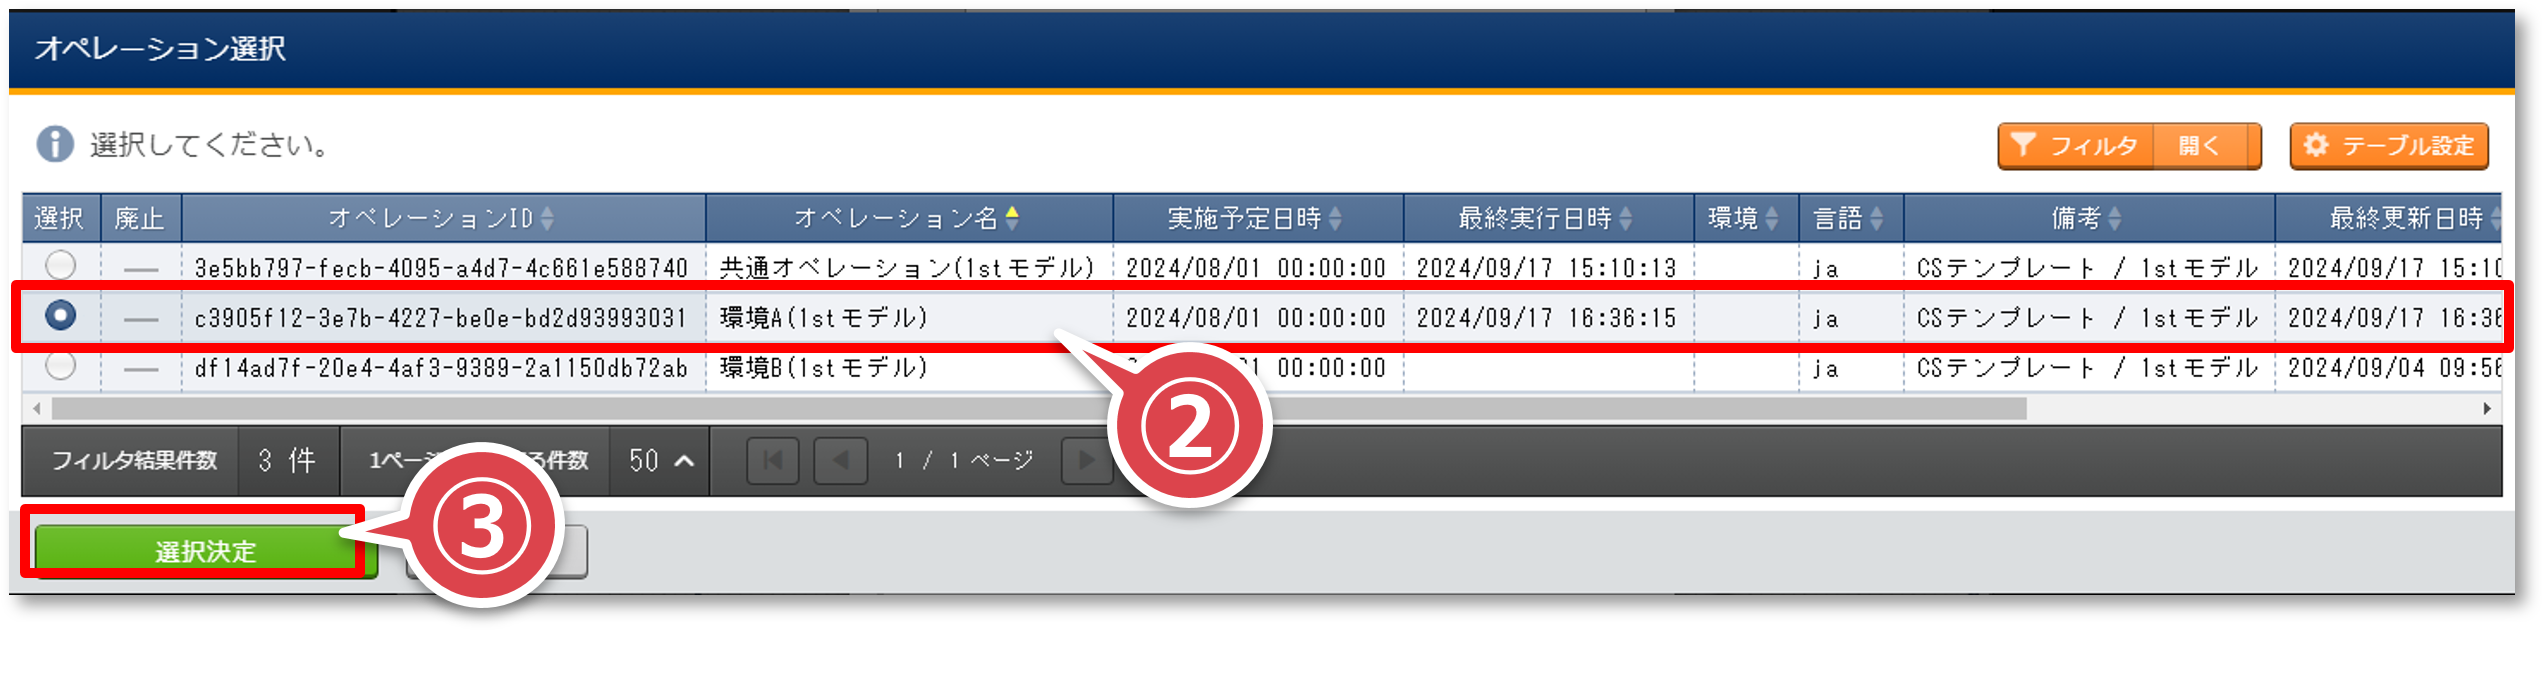 オペレーション選択
選択してください。 フィルタ 開く テーブル設定
選択 廃止 オペレーションID オペレーション名 実施予定日時 最終実行日時 環境 言語 備考 最終更新日時
3e5bb797-fecb-4095-a4d7-4c661e588740 共通オペレーション(1stモデル) 2024/08/01 00:00:00 2024/09/17 15:10:13 ja CSテンプレート / 1stモデル 2024/09/17 15:10
c3905f12-3e7b-4227-be0e-bd2d93993031 環境A(1stモデル) 2024/08/01 00:00:00 2024/09/17 16:36:15 ja CSテンプレート / 1stモデル 2024/09/17 16:36
df14ad7f-20e4-4af3-9389-2a1150db72ab 環境B(1stモデル) 1 00:00:00 ja CSテンプレート / 1stモデル 2024/09/04 09:56
②
フィルタ結果件数 3 件 1ペー る件数 50 1 / 1 ページ
③
選択決定